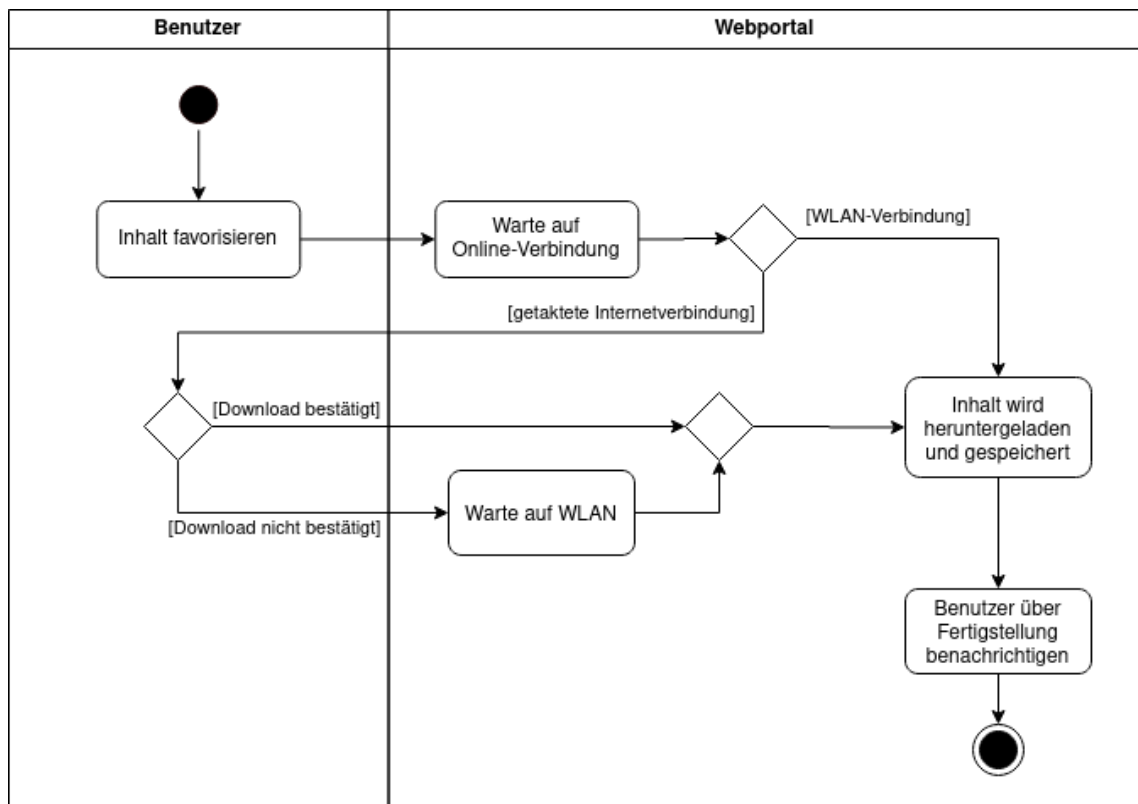 Benutzer
Webportal
Inhalt favorisieren
Warte auf
Online-Verbindung
[WLAN-Verbindung]
[getaktete Internetverbindung]
[Download bestätigt]
Inhalt wird
heruntergeladen
und gespeichert
Warte auf WLAN
[Download nicht bestätigt]
Benutzer über
Fertigstellung
benachrichtigen